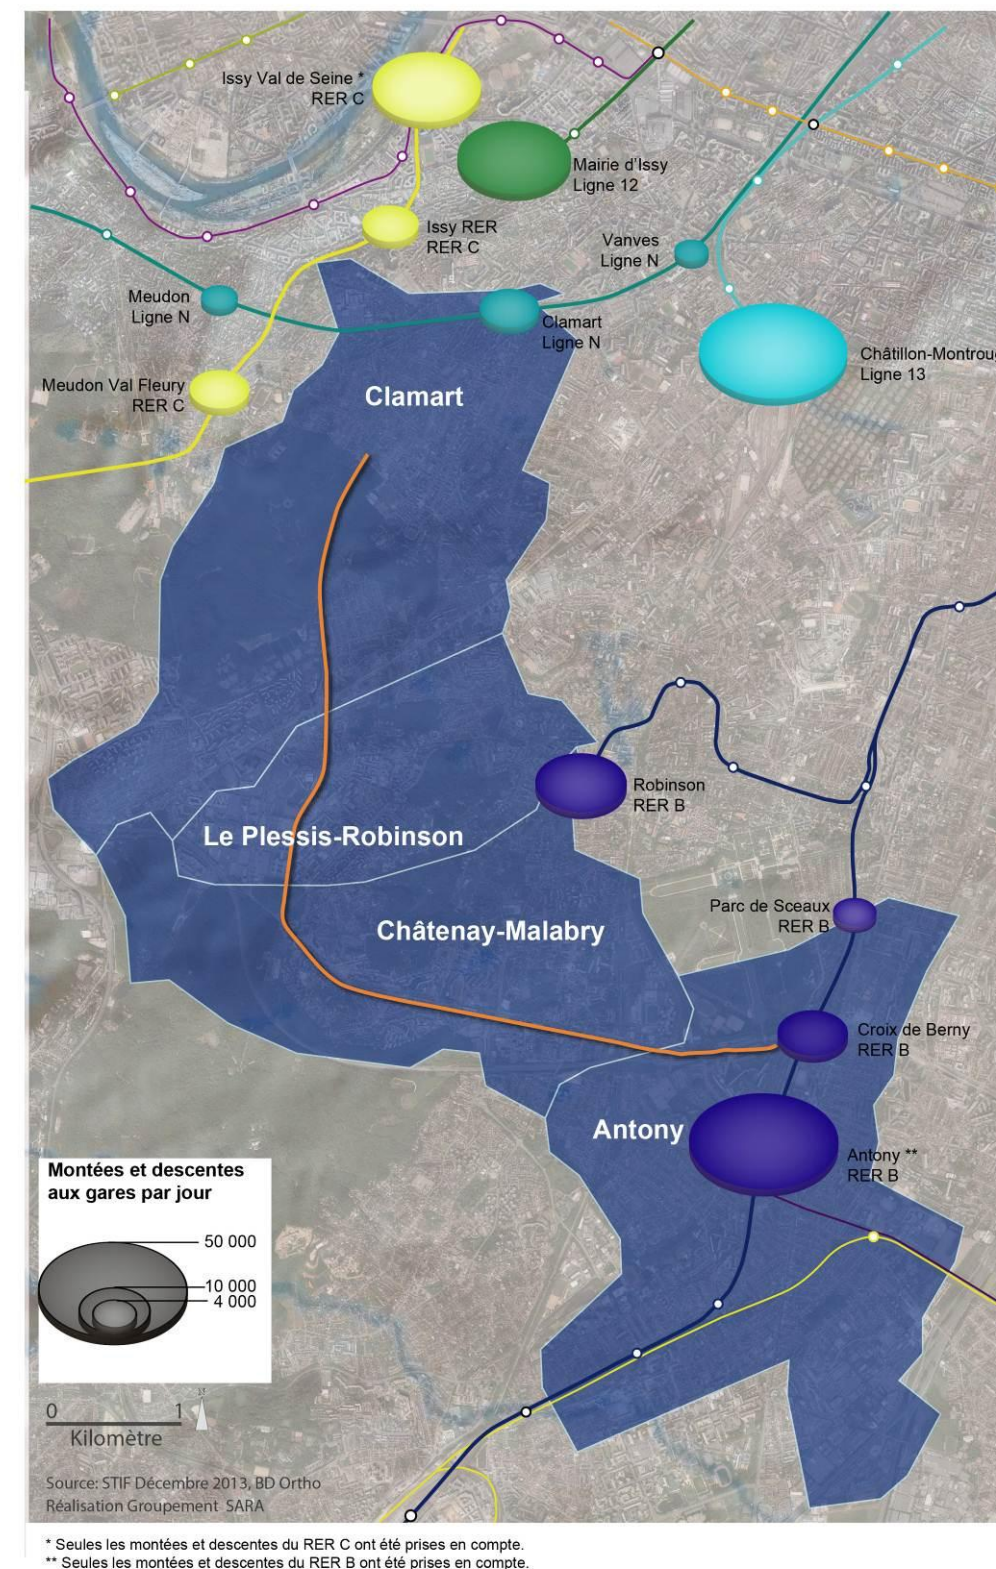 Issy Val de Seine *
RER C
Mairie d'Issy
Ligne 12
Issy RER
RER C
Vanves
Ligne N
Meudon
Ligne N
Clamart
Ligne N
Châtillon-Montroug
Ligne 13
Meudon Val Fleury
RER C
Clamart
Robinson
RER B
Le Plessis-Robinson
Parc de Sceaux
RER B
Châtenay-Malabry
Croix de Berny
RER B
Antony
Antony **
RER B
Montées et descentes
aux gares par jour
50 000
10 000
4 000
0 1
Kilomètre
Source: STIF Décembre 2013, BD Ortho
Réalisation Groupement SARA
* Seules les montées et descentes du RER C ont été prises en compte.
** Seules les montées et descentes du RER B ont été prises en compte.